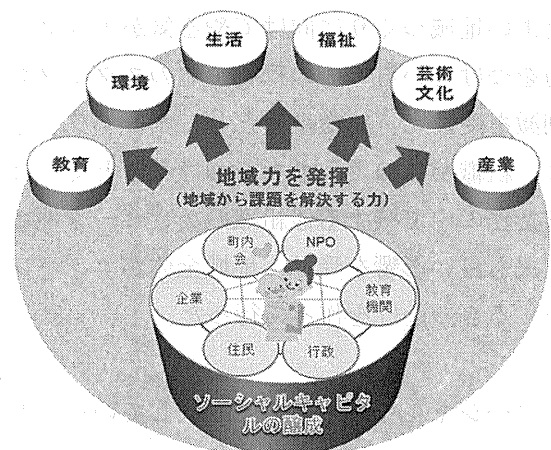 生活
福祉
環境
芸術
文化
教育
産業
地域力を発揮
(地域から課題を解決する力)
町内
会
NPO
企業
教育
機関
住民
行政
ソーシャルキャピタ
ルの醸成